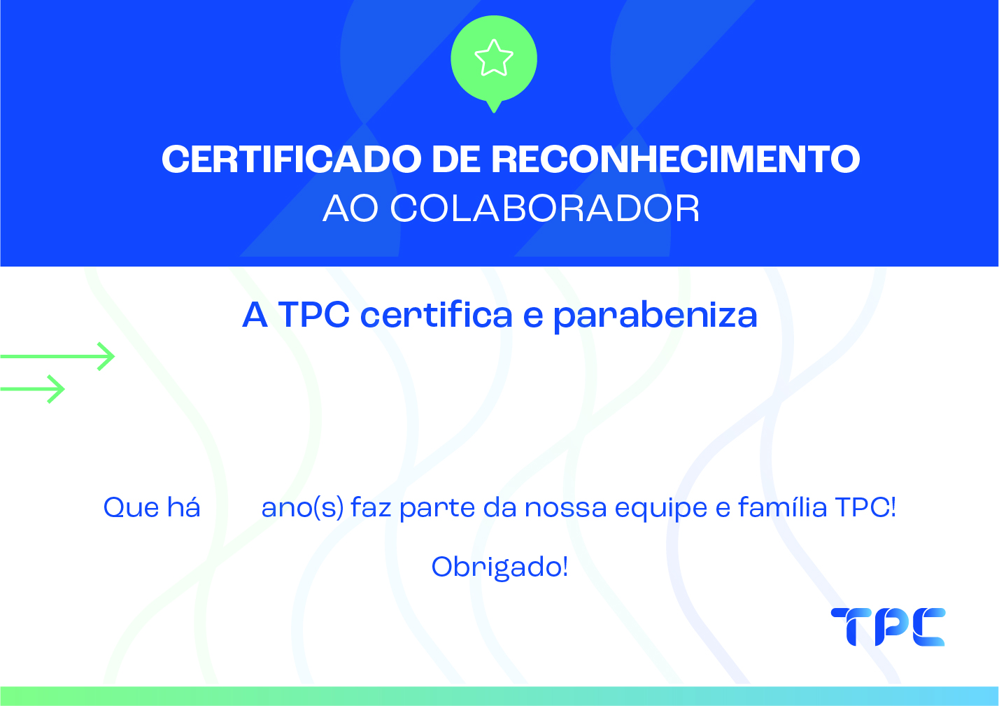 CERTIFICADO DE RECONHECIMENTO
AO COLABORADOR
A TPC certifica e parabeniza
Que há ano(s) faz parte da nossa equipe e família TPC!
Obrigado!
TPC